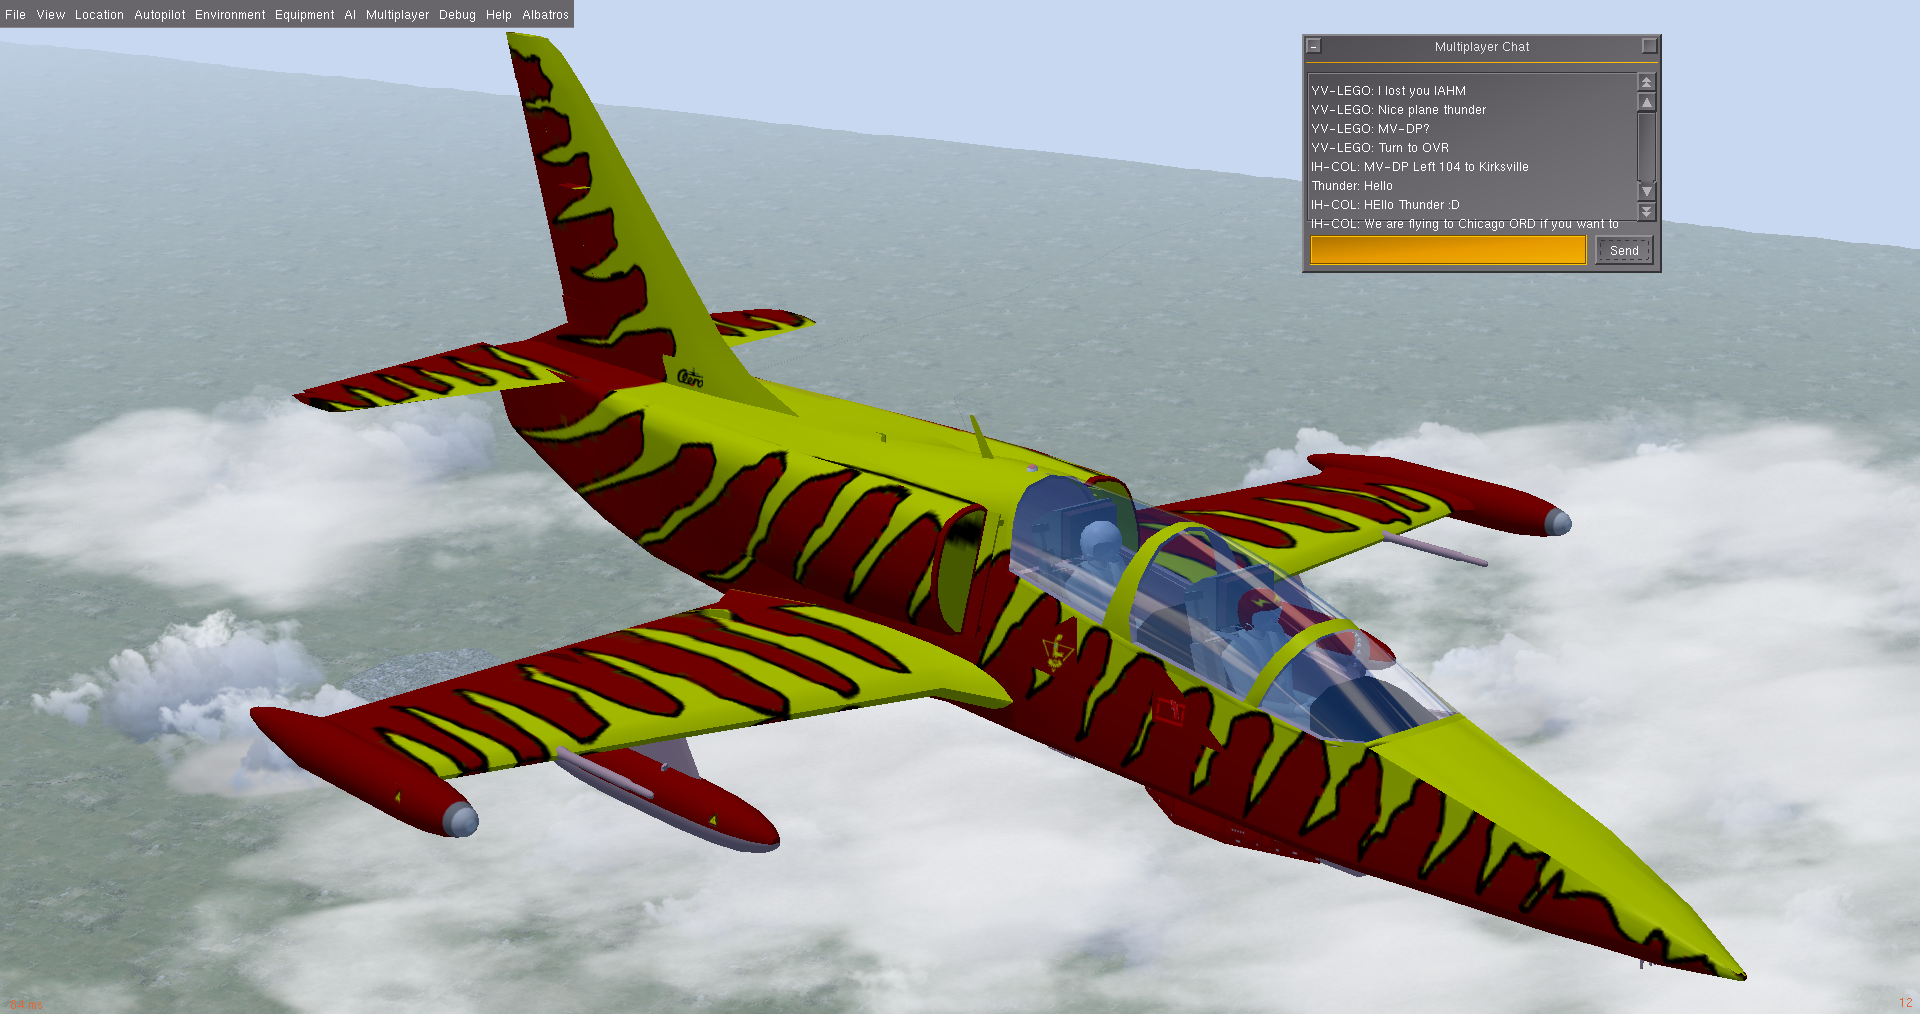 File View Location Autopilot Environment Equipment AI Multiplayer Debug Help Albatros
Multiplayer Chat
YV-LEGO: I lost you IAHM
YV-LEGO: Nice plane thunder
YV-LEGO: MV-DP?
YV-LEGO: Turn to OVR
IH-COL: MV-DP Left 104 to Kirksville
Thunder: Hello
IH-COL: HEllo Thunder :D
IH-COL: We are flying to Chicago ORD if you want to
Send
Aero
12